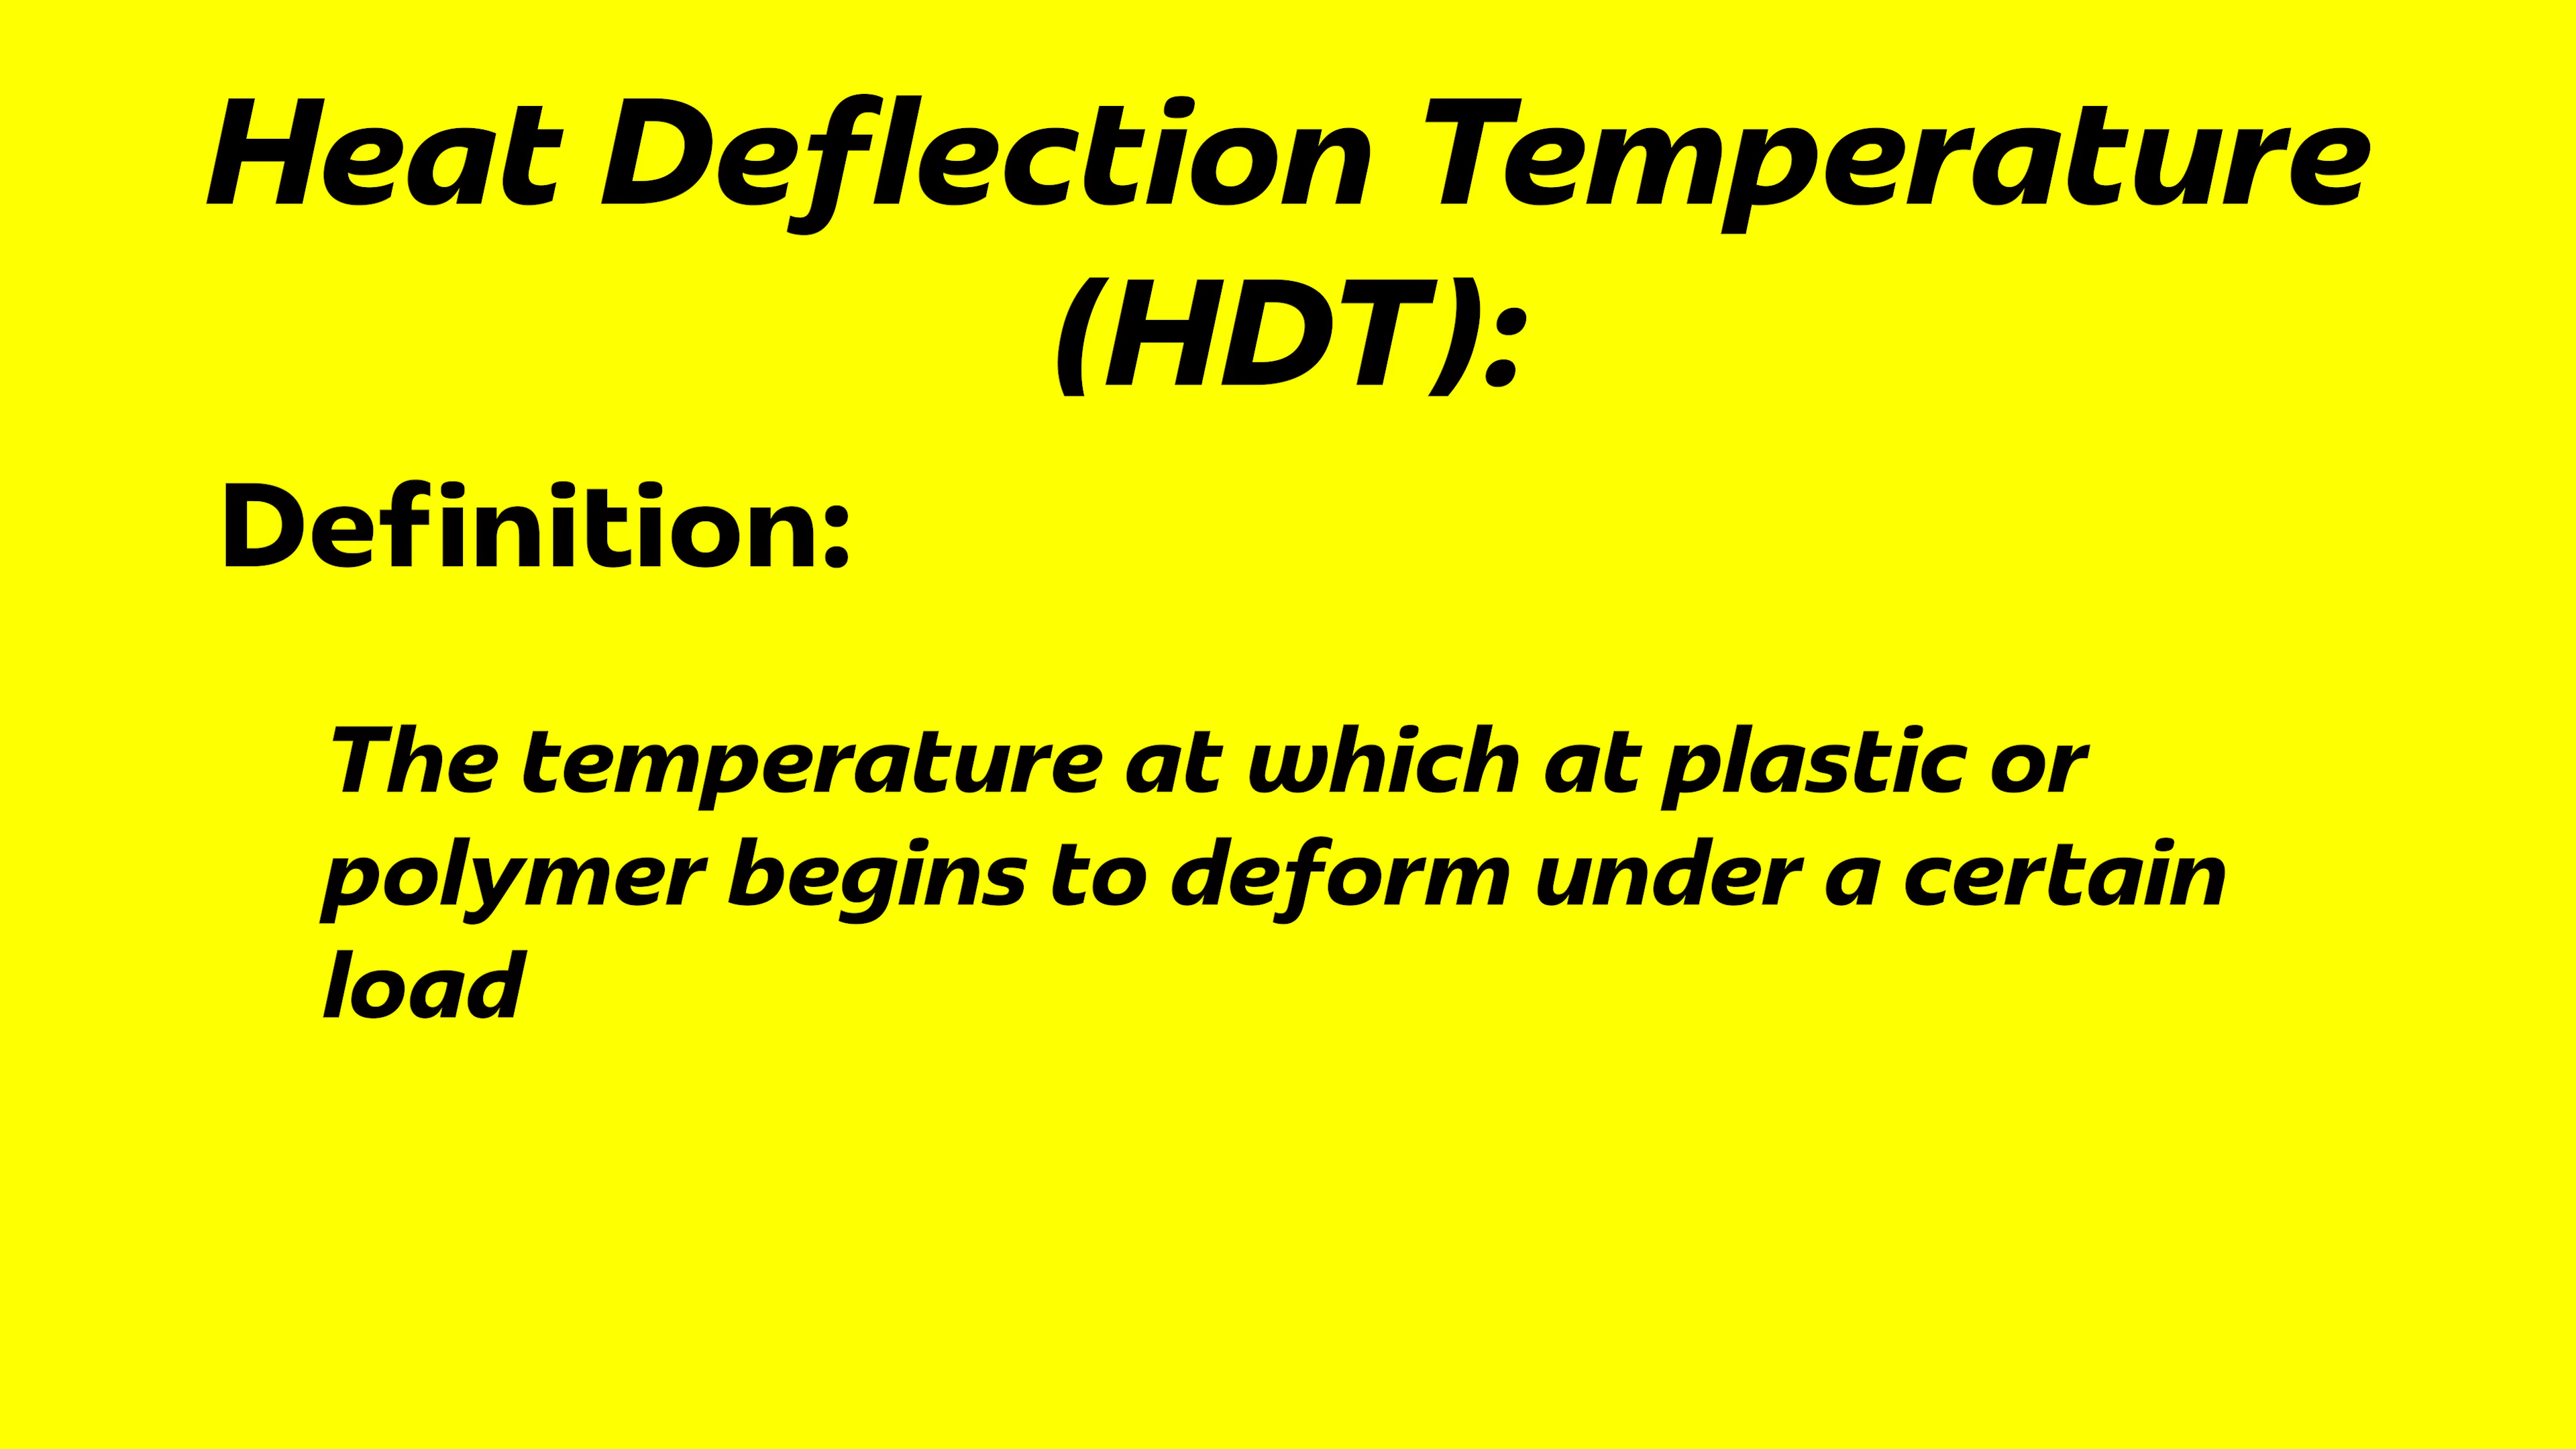 Heat Deflection Temperature
(HDT):
Definition:
The temperature at which at plastic or
polymer begins to deform under a certain
load